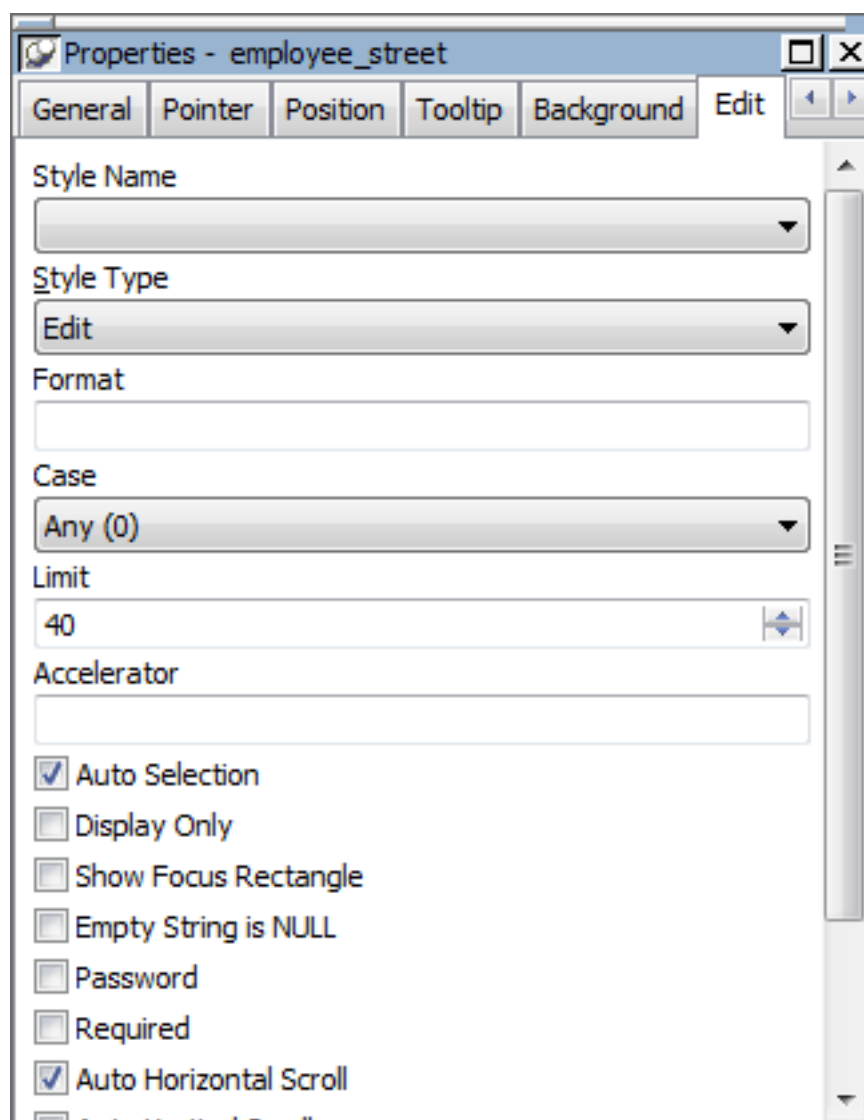 Properties - employee_street
General Pointer Position Tooltip Background Edit
Style Name
Style Type
Edit
Format
Case
Any (0)
Limit
40
Accelerator
Auto Selection
Display Only
Show Focus Rectangle
Empty String is NULL
Password
Required
Auto Horizontal Scroll